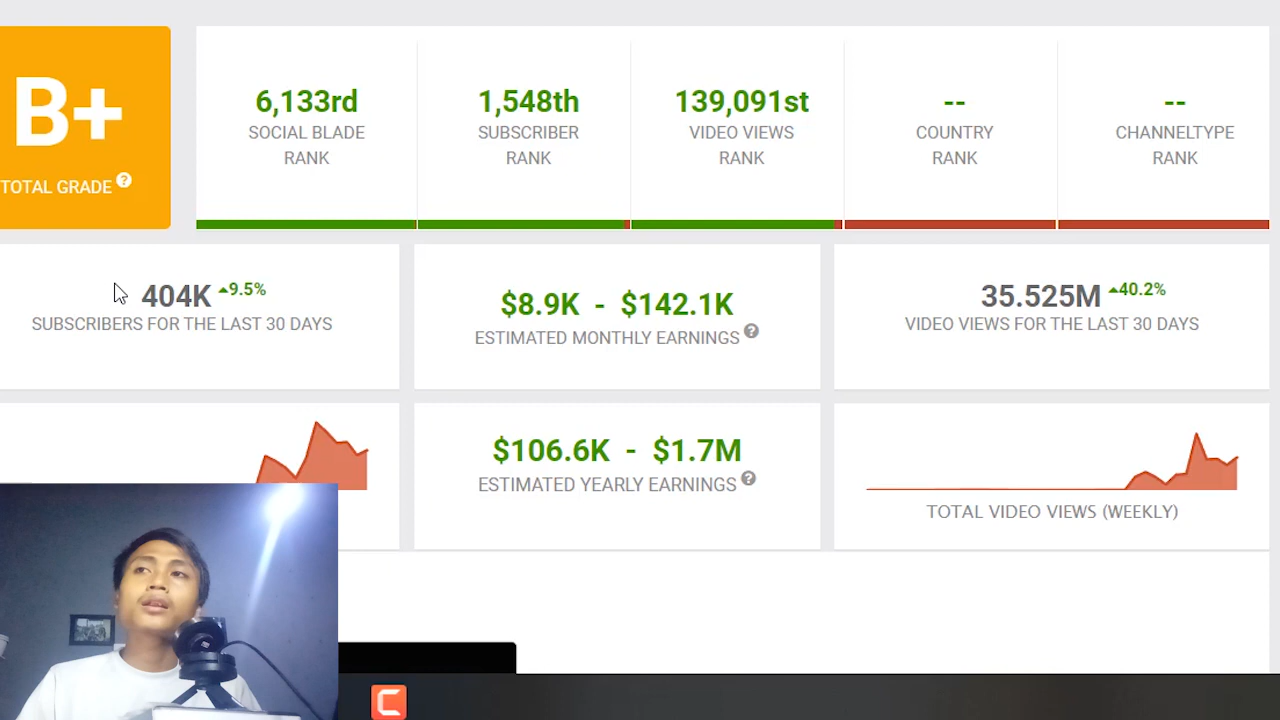 B+
TOTAL GRADE ?
6,133rd
SOCIAL BLADE
RANK
1,548th
SUBSCRIBER
RANK
139,091st
VIDEO VIEWS
RANK
--
COUNTRY
RANK
--
CHANNELTYPE
RANK
404K 9.5%
SUBSCRIBERS FOR THE LAST 30 DAYS
$8.9K - $142.1K
ESTIMATED MONTHLY EARNINGS ?
35.525M 40.2%
VIDEO VIEWS FOR THE LAST 30 DAYS
$106.6K - $1.7M
ESTIMATED YEARLY EARNINGS ?
TOTAL VIDEO VIEWS (WEEKLY)
C